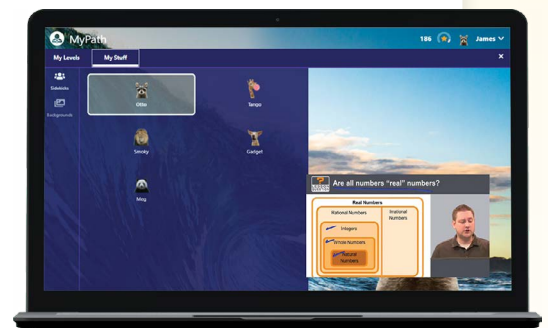 MyPath
186
James
My Levels
My Stuff
x
Sidekicks
Backgrounds
Otto
Tango
Smoky
Gadget
Mog
Are all numbers "real" numbers?
Real Numbers
Rational Numbers
Irrational
Numbers
Integers
Whole Numbers
Natural
Numbers